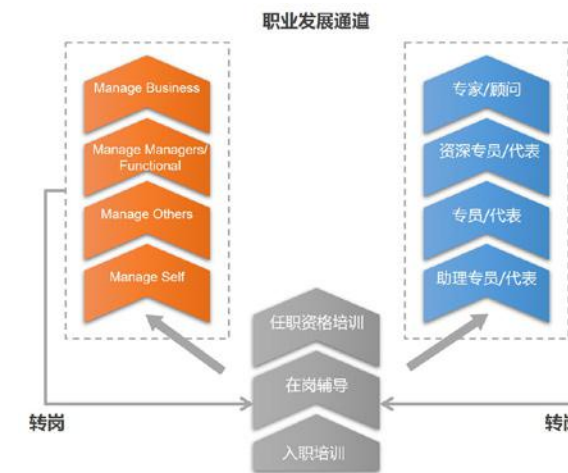 职业发展通道
Manage Business
Manage Managers/
Functional
Manage Others
Manage Self
专家/顾问
资深专员/代表
专员/代表
助理专员/代表
任职资格培训
在岗辅导
入职培训
转岗
转岗